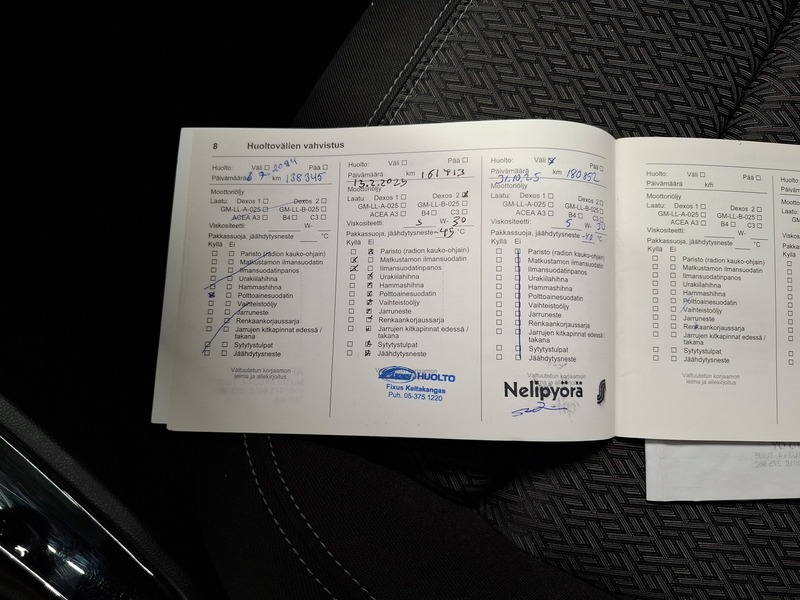 8 Huoltovälien vahvistus
Huolto: Väli ☐ Pää ☐
Päivämäärä km 138345
Moottoriöljy
Laatu: Dexos 1 ☐ Dexos 2 ☐
GM-LL-A-025 ☐ GM-LL-B-025 ☐
ACEA A3 ☐ B4 ☐ C3 ☐
Viskositeetti: W-
Pakkassuoja, jäähdytysneste °C
Kyllä Ei
Paristo (radion kauko-ohjain)
Matkustamon ilmansuodatin
Ilmansuodatinpanos
Urakiilahihna
Hammashihna
Polttoainesuodatin
Vaihteistoöljy
Jarruneste
Renkaankorjaussarja
Jarrujen kitkapinnat edessä /
takana
Sytytystulpat
Jäähdytysneste
Valtuutetun korjaamon
leima ja allekirjoitus
Huolto: Väli ☐ Pää ☐
Päivämäärä km 161413
13.2.2025
Moottoriöljy
Laatu: Dexos 1 ☐ Dexos 2 ☒
GM-LL-A-025 ☐ GM-LL-B-025 ☐
ACEA A3 ☐ B4 ☐ C3 ☐
Viskositeetti: 5 W- 30
Pakkassuoja, jäähdytysneste -45 °C
Kyllä Ei
Paristo (radion kauko-ohjain)
Matkustamon ilmansuodatin
Ilmansuodatinpanos
Urakiilahihna
Hammashihna
Polttoainesuodatin
Vaihteistoöljy
Jarruneste
Renkaankorjaussarja
Jarrujen kitkapinnat edessä /
takana
Sytytystulpat
Jäähdytysneste
HUOLTO
Fixus Keltakangas
Puh. 05-375 1220
Huolto: Väli ☒ Pää ☐
Päivämäärä km 180852
31.10.25
Moottoriöljy
Laatu: Dexos 1 ☐ Dexos 2 ☐
GM-LL-A-025 ☐ GM-LL-B-025 ☐
ACEA A3 ☐ B4 ☐ C3 ☐
Viskositeetti: 5 W- 30
Pakkassuoja, jäähdytysneste -40 °C
Kyllä Ei
Paristo (radion kauko-ohjain)
Matkustamon ilmansuodatin
Ilmansuodatinpanos
Urakiilahihna
Hammashihna
Polttoainesuodatin
Vaihteistoöljy
Jarruneste
Renkaankorjaussarja
Jarrujen kitkapinnat edessä /
takana
Sytytystulpat
Jäähdytysneste
Valtuutetun korjaamon
leima ja allekirjoitus
Nelipyörä
Huolto: Väli ☐ Pää ☐
Päivämäärä km
Moottoriöljy
Laatu: Dexos 1 ☐ Dexos 2 ☐
GM-LL-A-025 ☐ GM-LL-B-025 ☐
ACEA A3 ☐ B4 ☐ C3 ☐
Viskositeetti: W-
Pakkassuoja, jäähdytysneste °C
Kyllä Ei
Paristo (radion kauko-ohjain)
Matkustamon ilmansuodatin
Ilmansuodatinpanos
Urakiilahihna
Hammashihna
Polttoainesuodatin
Vaihteistoöljy
Jarruneste
Renkaankorjaussarja
Jarrujen kitkapinnat edessä /
takana
Sytytystulpat
Jäähdytysneste
Valtuutetun korjaamon
leima ja allekirjoitus